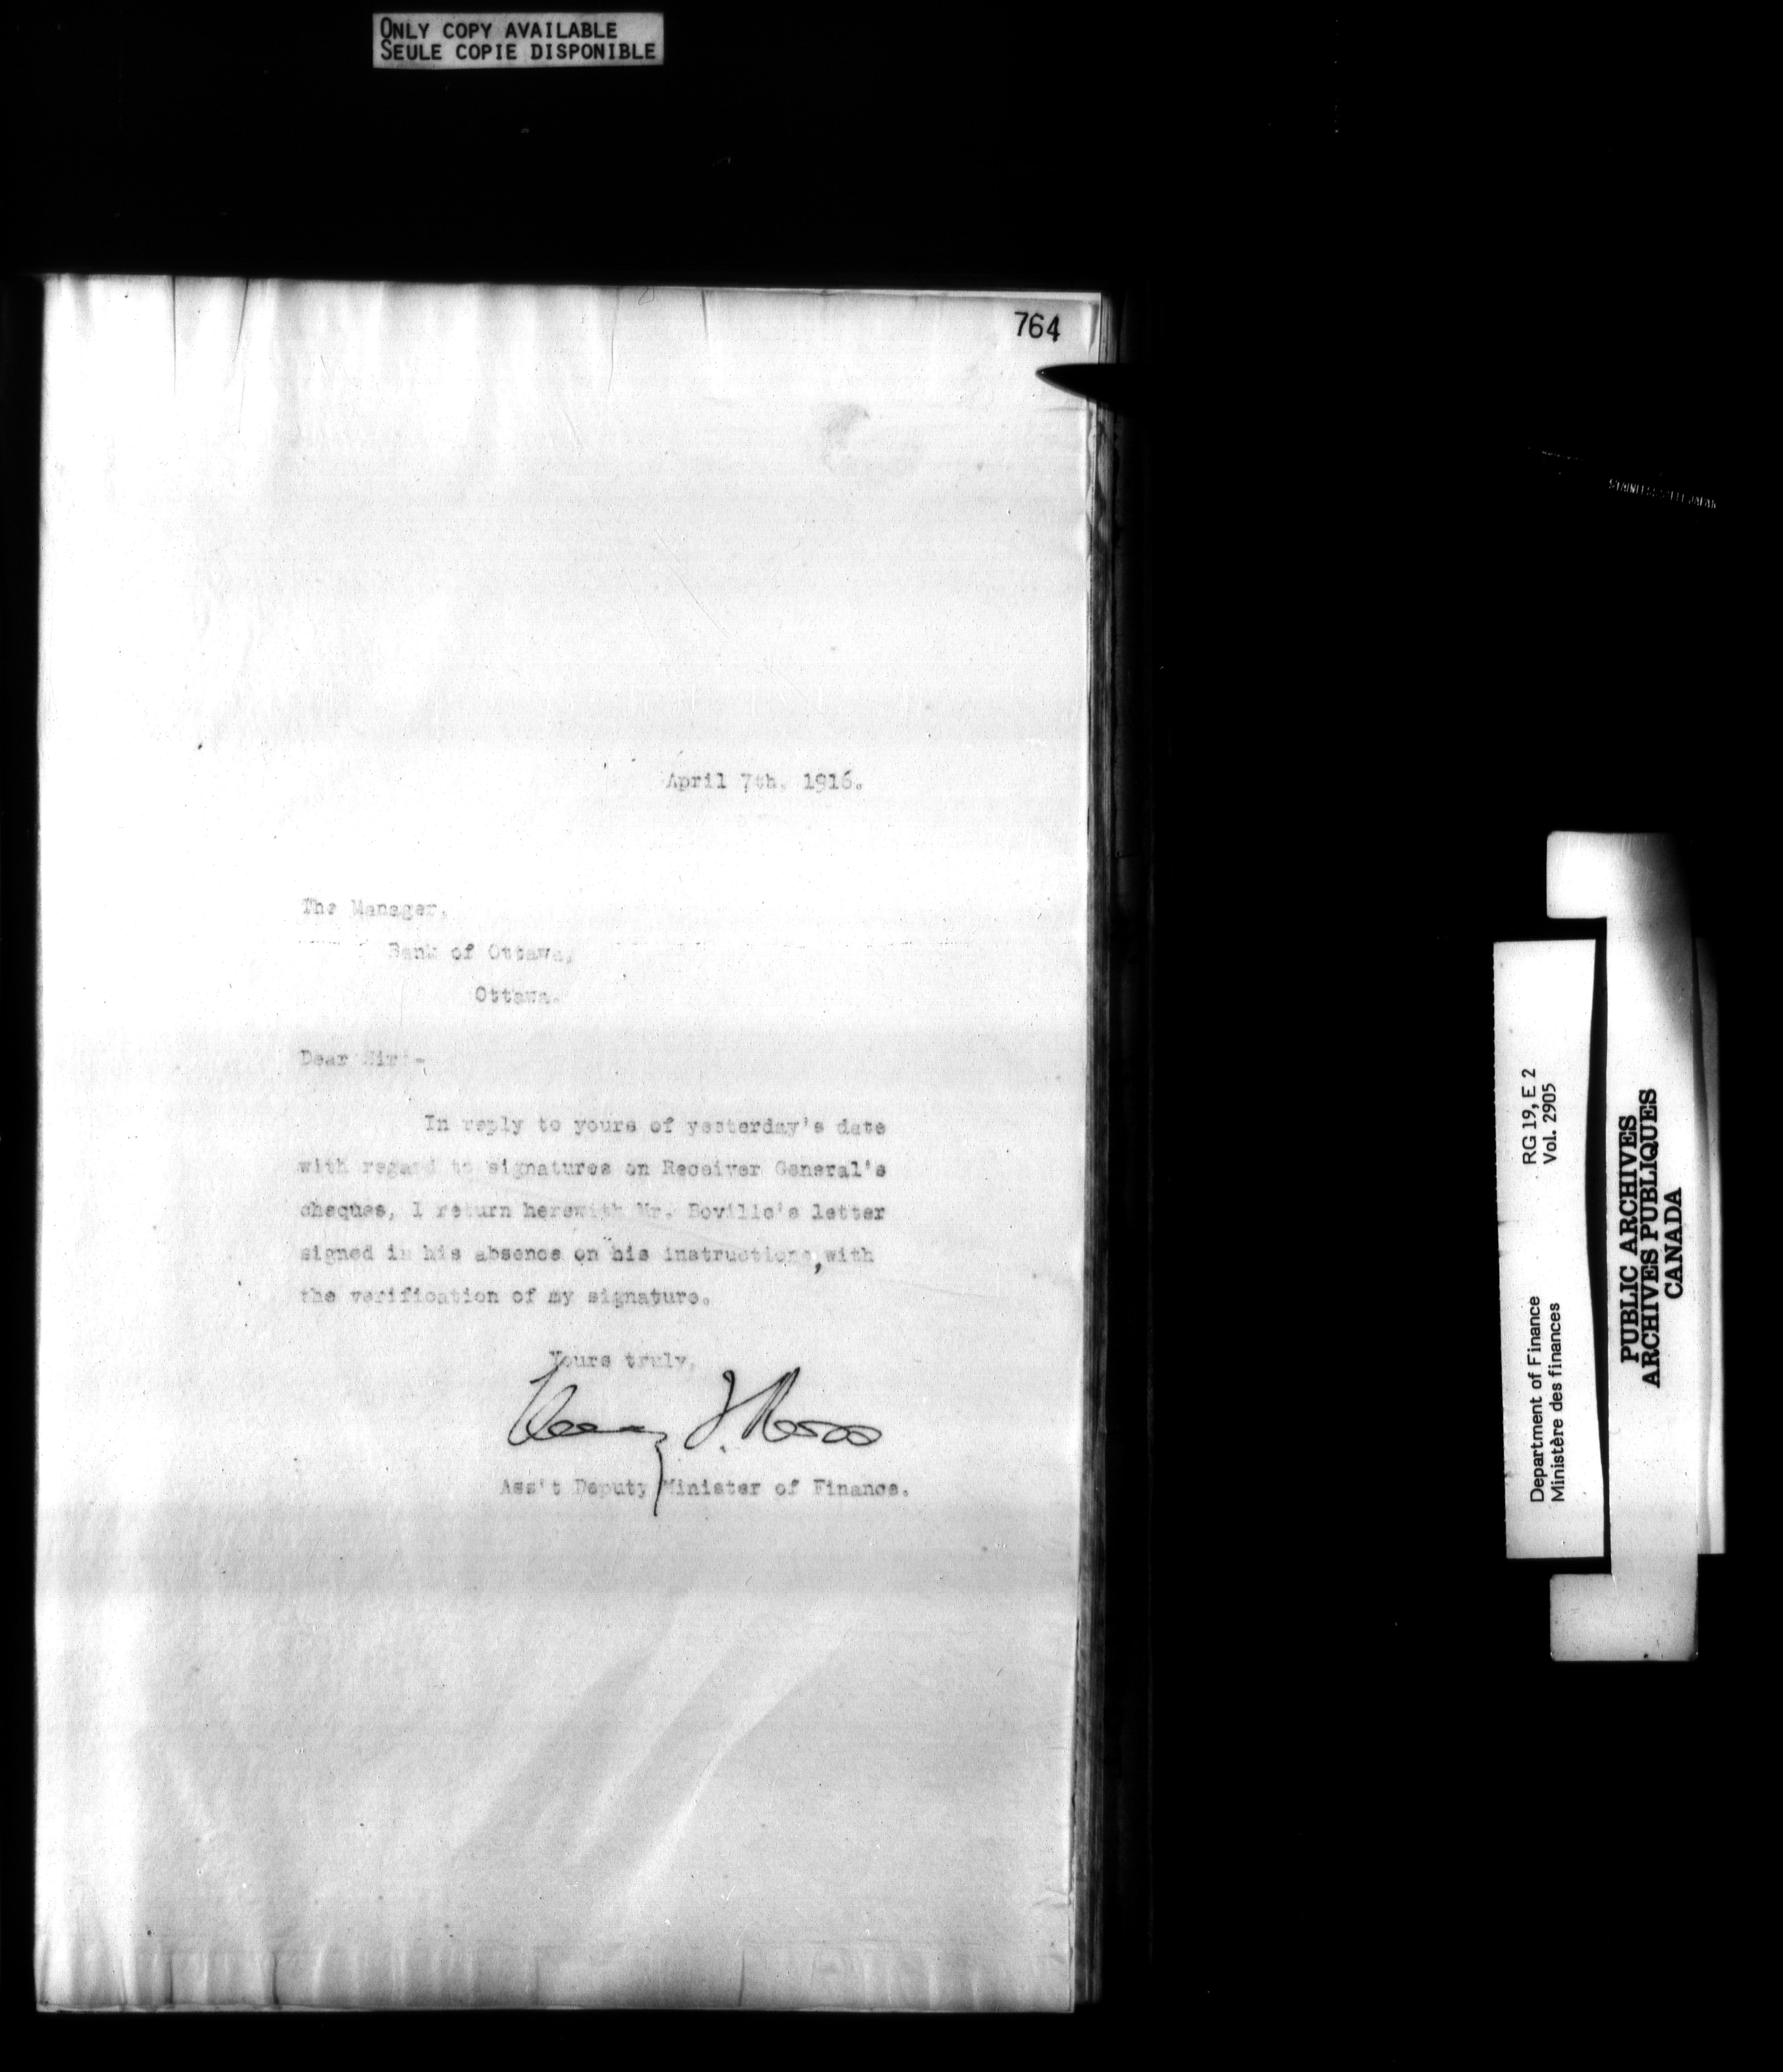 ONLY COPY AVAILABLE
SEULE COPIE DISPONIBLE
764
April 7th. 1916.
The Manager,
Bank of Ottawa,
Ottawa.
Dear Sir:-
In reply to yours of yesterday's date
with regard to signatures on Receiver General's
cheques, I return herewith Mr. Boville's letter
signed in his absence on his instructions, with
the verification of my signature.
Yours truly,
Ass't Deputy Minister of Finance.
RG 19, E 2
Vol. 2905
Department of Finance
Ministère des finances
PUBLIC ARCHIVES
ARCHIVES PUBLIQUES
CANADA